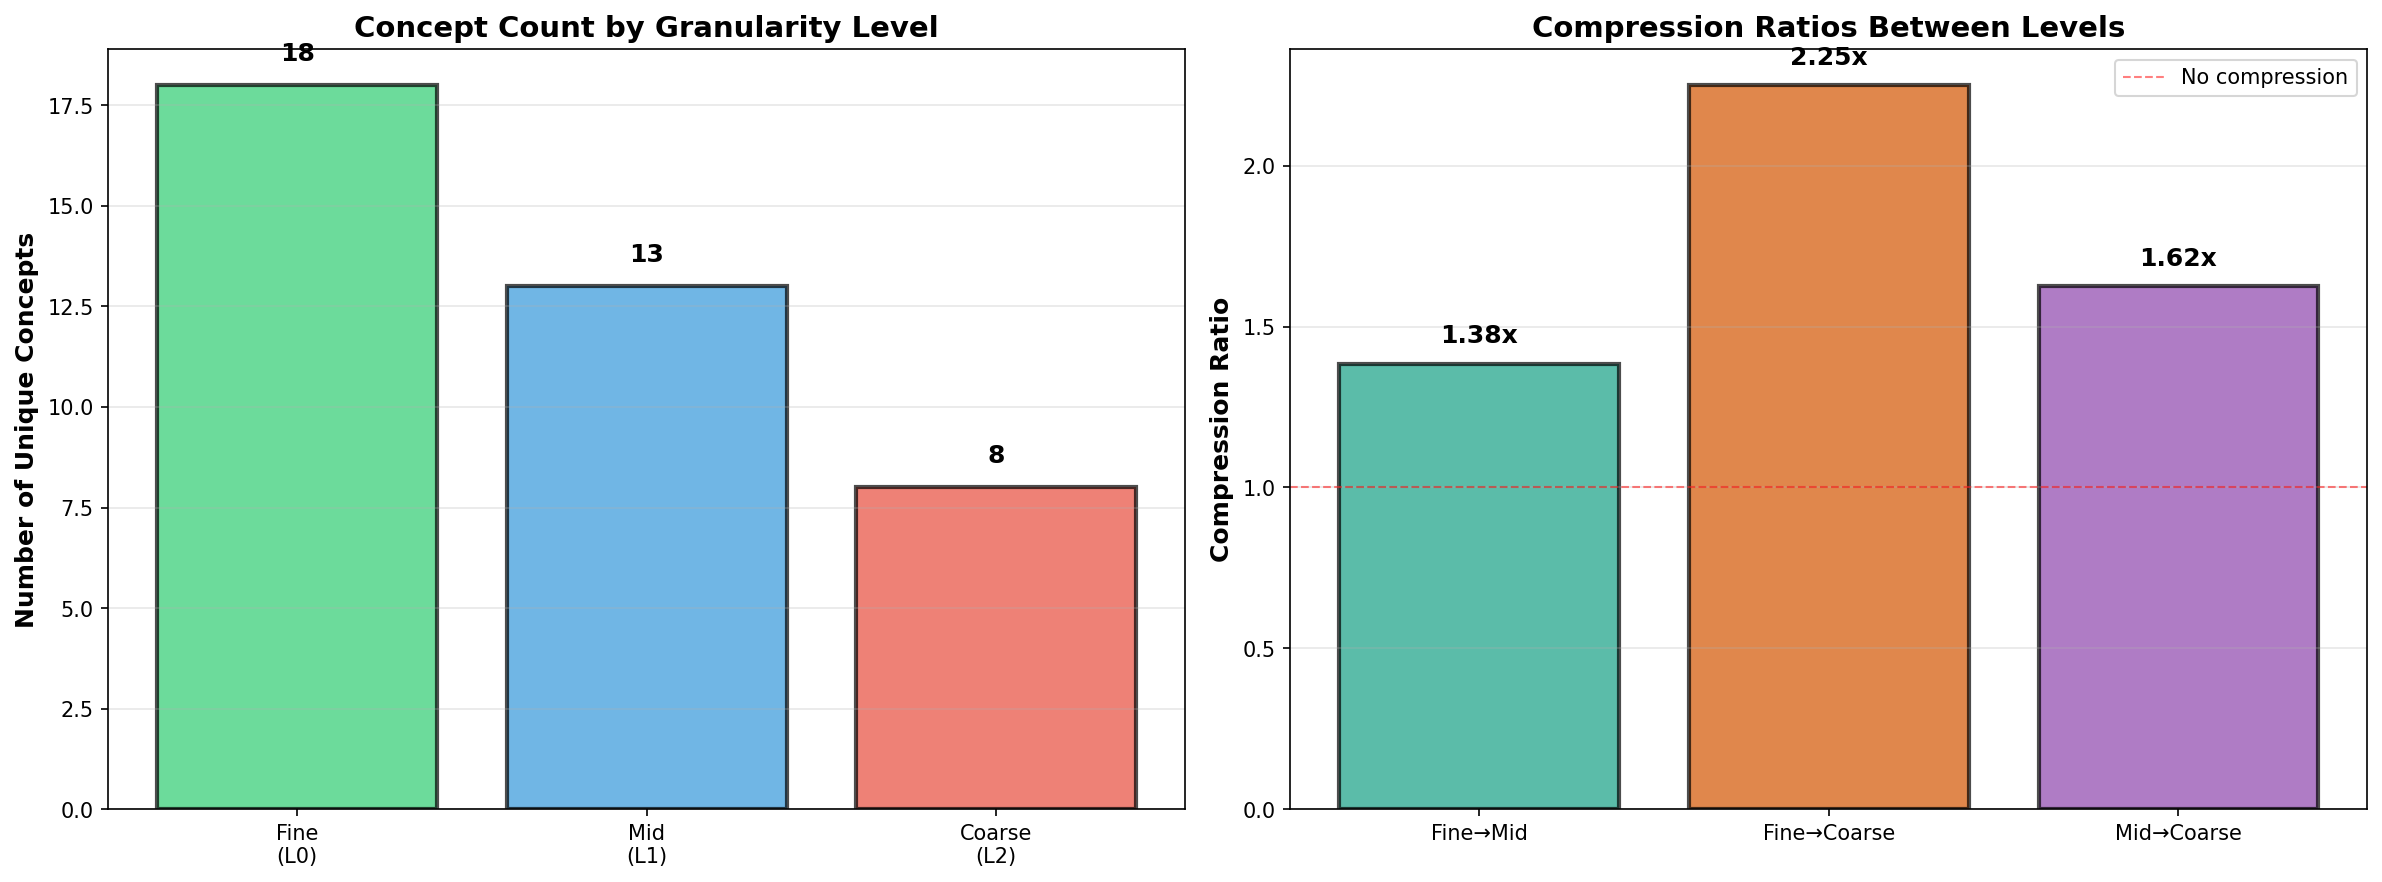 Concept Count by Granularity Level
Number of Unique Concepts
17.5
15.0
12.5
10.0
7.5
5.0
2.5
0.0
18
13
8
Fine
(L0)
Mid
(L1)
Coarse
(L2)
Compression Ratios Between Levels
Compression Ratio
2.0
1.5
1.0
0.5
0.0
1.38x
2.25x
1.62x
No compression
Fine→Mid
Fine→Coarse
Mid→Coarse